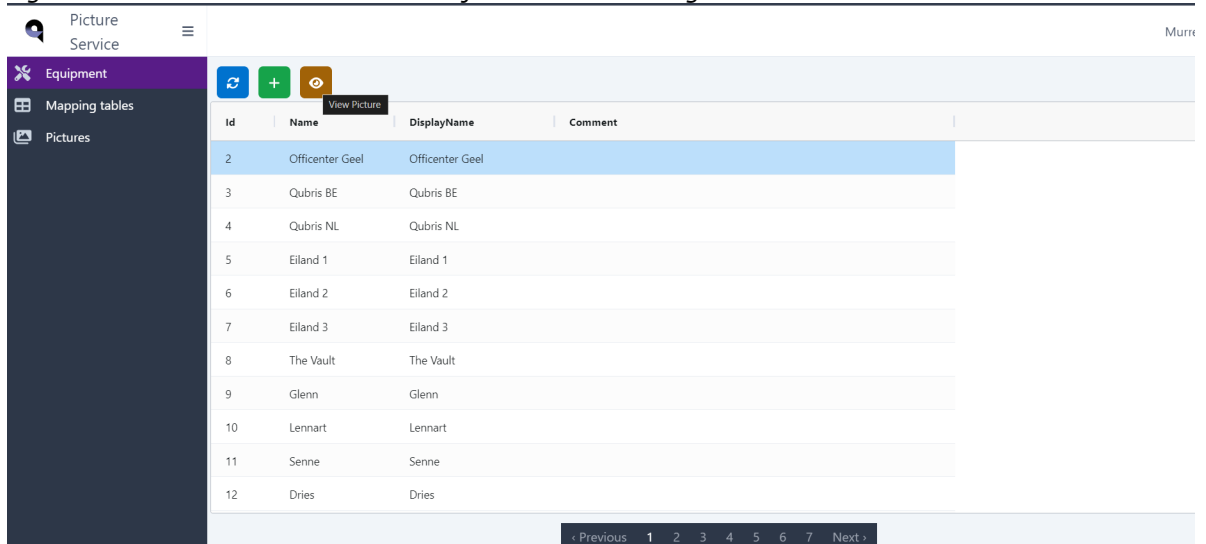 Picture
Service
Murre
Equipment
Mapping tables
Pictures
View Picture
Id Name DisplayName Comment
2 Officenter Geel Officenter Geel
3 Qubris BE Qubris BE
4 Qubris NL Qubris NL
5 Eiland 1 Eiland 1
6 Eiland 2 Eiland 2
7 Eiland 3 Eiland 3
8 The Vault The Vault
9 Glenn Glenn
10 Lennart Lennart
11 Senne Senne
12 Dries Dries
‹ Previous 1 2 3 4 5 6 7 Next ›